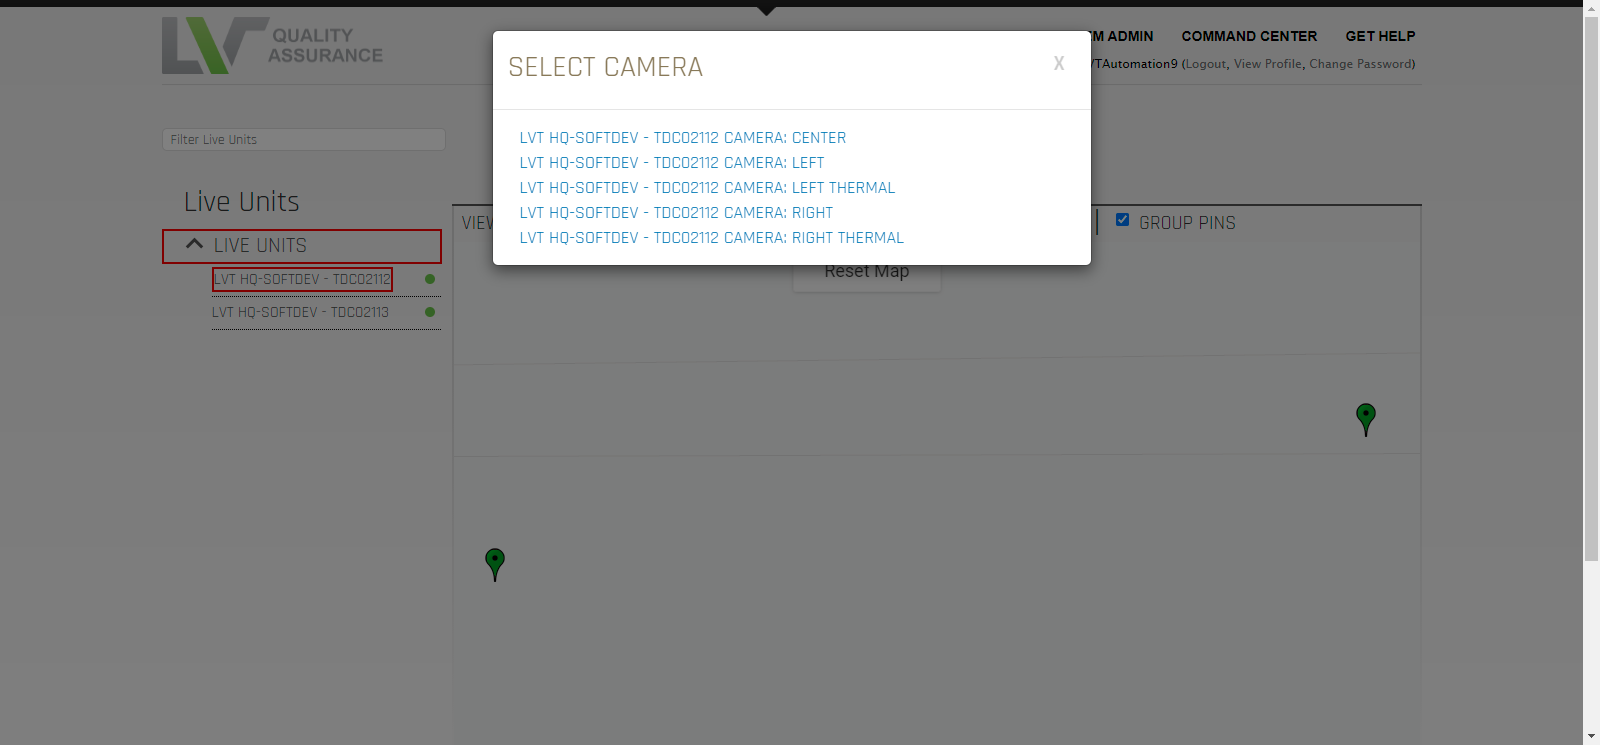 LVT QUALITY
ASSURANCE
M ADMIN COMMAND CENTER GET HELP
VTAutomation9 (Logout, View Profile, Change Password)
SELECT CAMERA X
LVT HQ-SOFTDEV - TDC02112 CAMERA: CENTER
LVT HQ-SOFTDEV - TDC02112 CAMERA: LEFT
LVT HQ-SOFTDEV - TDC02112 CAMERA: LEFT THERMAL
LVT HQ-SOFTDEV - TDC02112 CAMERA: RIGHT
LVT HQ-SOFTDEV - TDC02112 CAMERA: RIGHT THERMAL
Filter Live Units
Live Units
LIVE UNITS
LVT HQ-SOFTDEV - TDC02112
LVT HQ-SOFTDEV - TDC02113
GROUP PINS
Reset Map